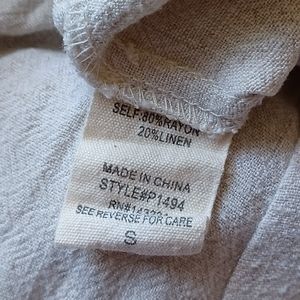 SELF:80%RAYON
20%LINEN
MADE IN CHINA
STYLE#P1494
SEE REVERSE FOR CARE
S